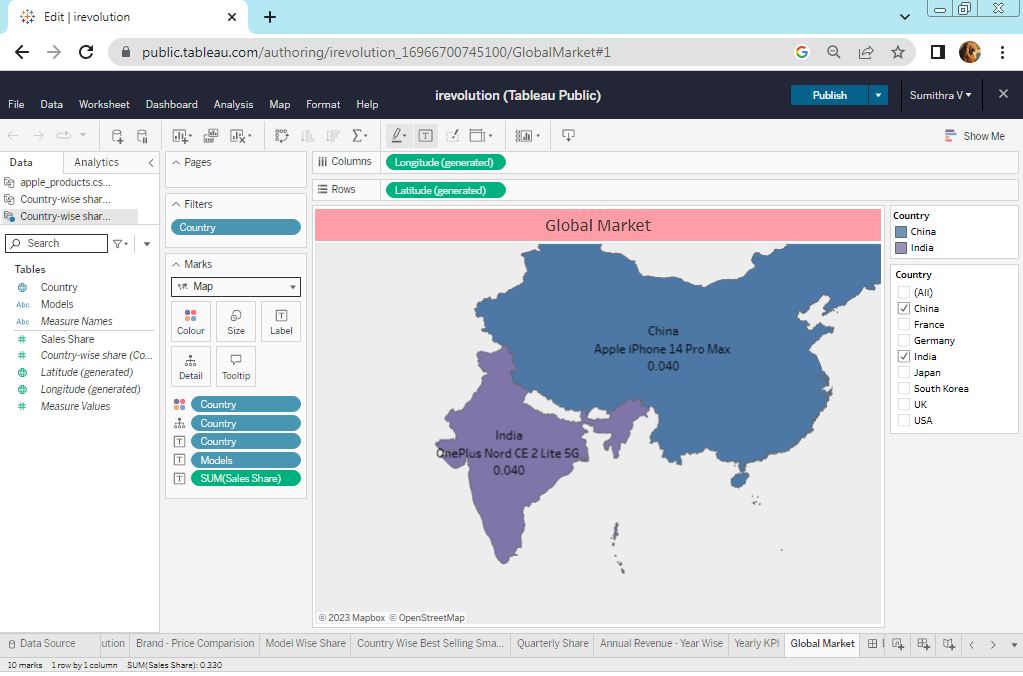 Edit | irevolution
public.tableau.com/authoring/irevolution_16966700745100/GlobalMarket#1
File Data Worksheet Dashboard Analysis Map Format Help
irevolution (Tableau Public)
Publish
Sumithra V
Show Me
Data Analytics
apple_products.cs...
Country-wise shar...
Country-wise shar...
Search
Tables
Country
Abc Models
Abc Measure Names
Sales Share
Country-wise share (Co...
Latitude (generated)
Longitude (generated)
Measure Values
Pages
Filters
Country
Marks
Map
Colour Size Label
Detail Tooltip
Country
Country
Country
Models
SUM(Sales Share)
Columns Longitude (generated)
Rows Latitude (generated)
Global Market
China
Apple iPhone 14 Pro Max
0.040
India
OnePlus Nord CE 2 Lite 5G
0.040
© 2023 Mapbox © OpenStreetMap
Country
China
India
Country
(All)
China
France
Germany
India
Japan
South Korea
UK
USA
Data Source ution Brand - Price Comparision Model Wise Share Country Wise Best Selling Sma... Quarterly Share Annual Revenue - Year Wise Yearly KPI Global Market
10 marks 1 row by 1 column SUM(Sales Share): 0.330